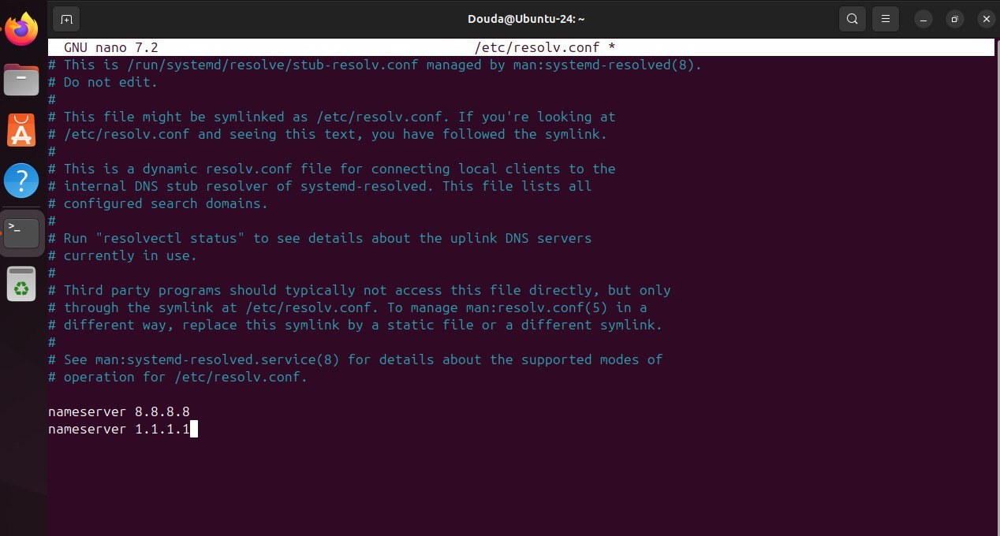 Douda@Ubuntu-24: ~
GNU nano 7.2 /etc/resolv.conf *
# This is /run/systemd/resolve/stub-resolv.conf managed by man:systemd-resolved(8).
# Do not edit.
#
# This file might be symlinked as /etc/resolv.conf. If you're looking at
# /etc/resolv.conf and seeing this text, you have followed the symlink.
#
# This is a dynamic resolv.conf file for connecting local clients to the
# internal DNS stub resolver of systemd-resolved. This file lists all
# configured search domains.
#
# Run "resolvectl status" to see details about the uplink DNS servers
# currently in use.
#
# Third party programs should typically not access this file directly, but only
# through the symlink at /etc/resolv.conf. To manage man:resolv.conf(5) in a
# different way, replace this symlink by a static file or a different symlink.
#
# See man:systemd-resolved.service(8) for details about the supported modes of
# operation for /etc/resolv.conf.
nameserver 8.8.8.8
nameserver 1.1.1.1